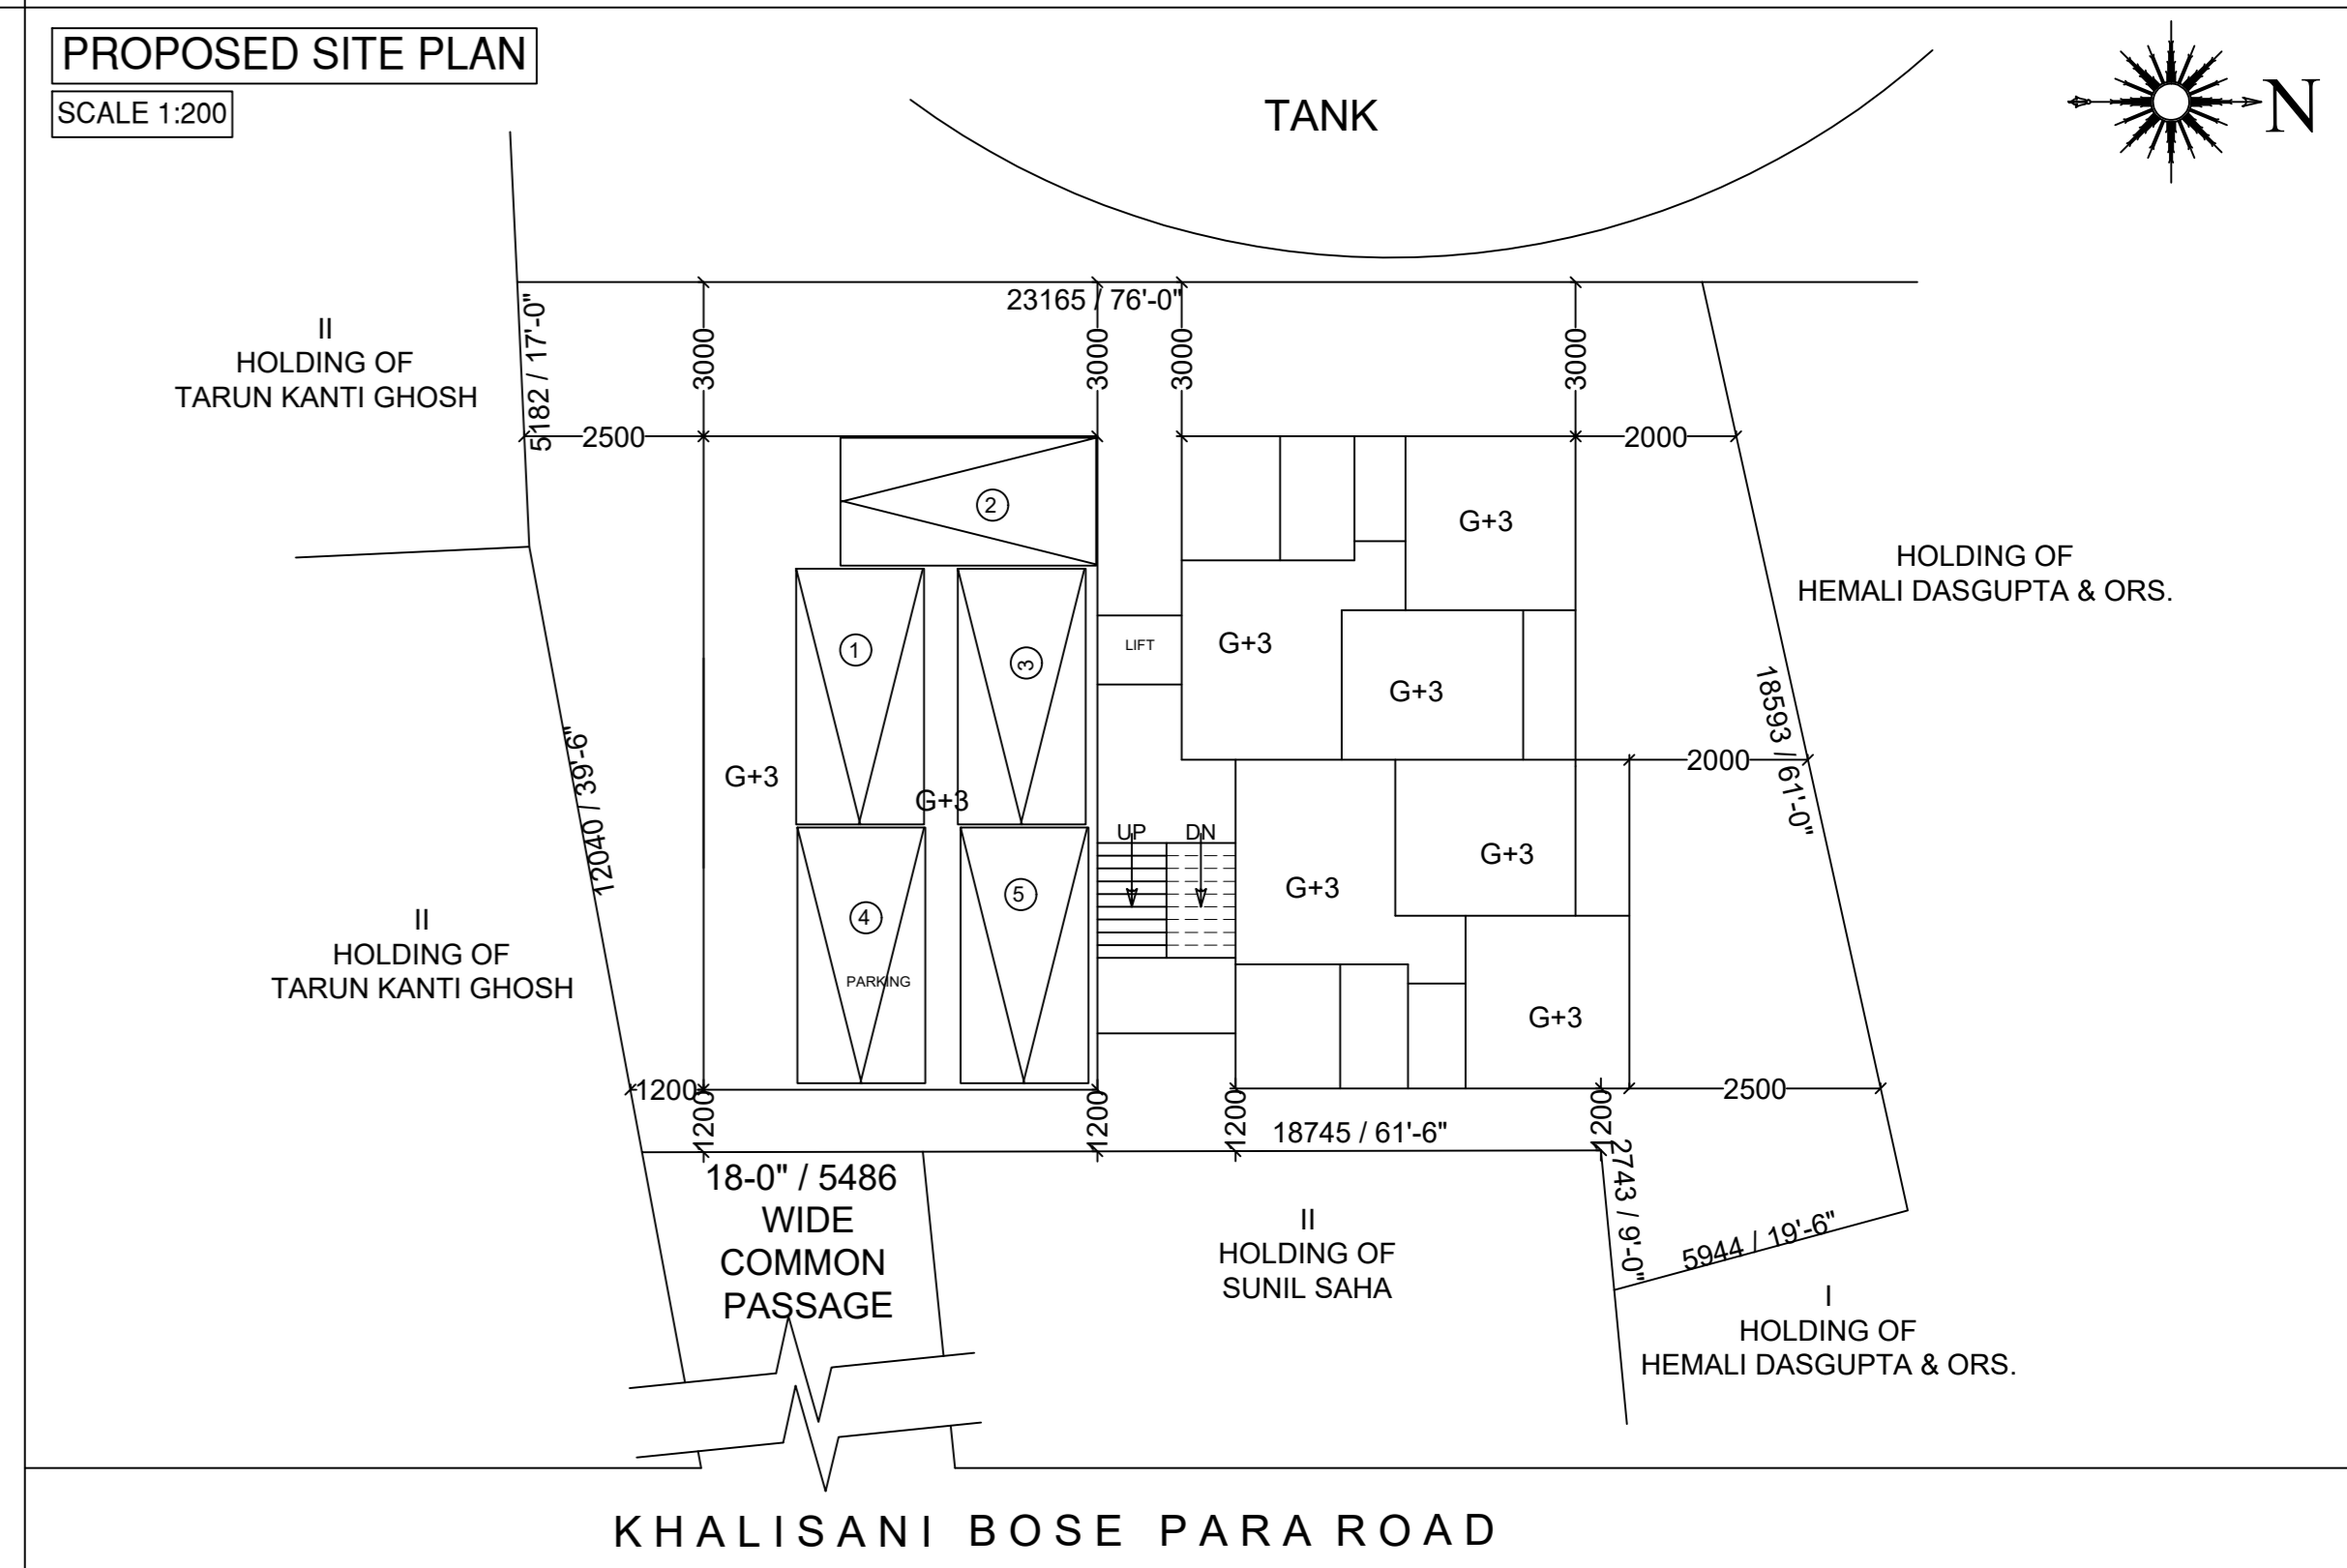 PROPOSED SITE PLAN
SCALE 1:200
TANK
N
23165 / 76'-0"
5182 / 17'-0"
3000
3000
3000
3000
II
HOLDING OF
TARUN KANTI GHOSH
2500
2000
2
G+3
HOLDING OF
HEMALI DASGUPTA & ORS.
1
3
LIFT
G+3
G+3
18593 / 61'-0"
2000
12040 / 39'-6"
G+3
G+3
UP
DN
G+3
G+3
4
5
II
HOLDING OF
TARUN KANTI GHOSH
PARKING
G+3
1200
2500
1200
1200
1200
1200
18745 / 61'-6"
2743 / 9'-0"
5944 / 19'-6"
18-0" / 5486
WIDE
COMMON
PASSAGE
II
HOLDING OF
SUNIL SAHA
I
HOLDING OF
HEMALI DASGUPTA & ORS.
KHALISANI BOSE PARA ROAD